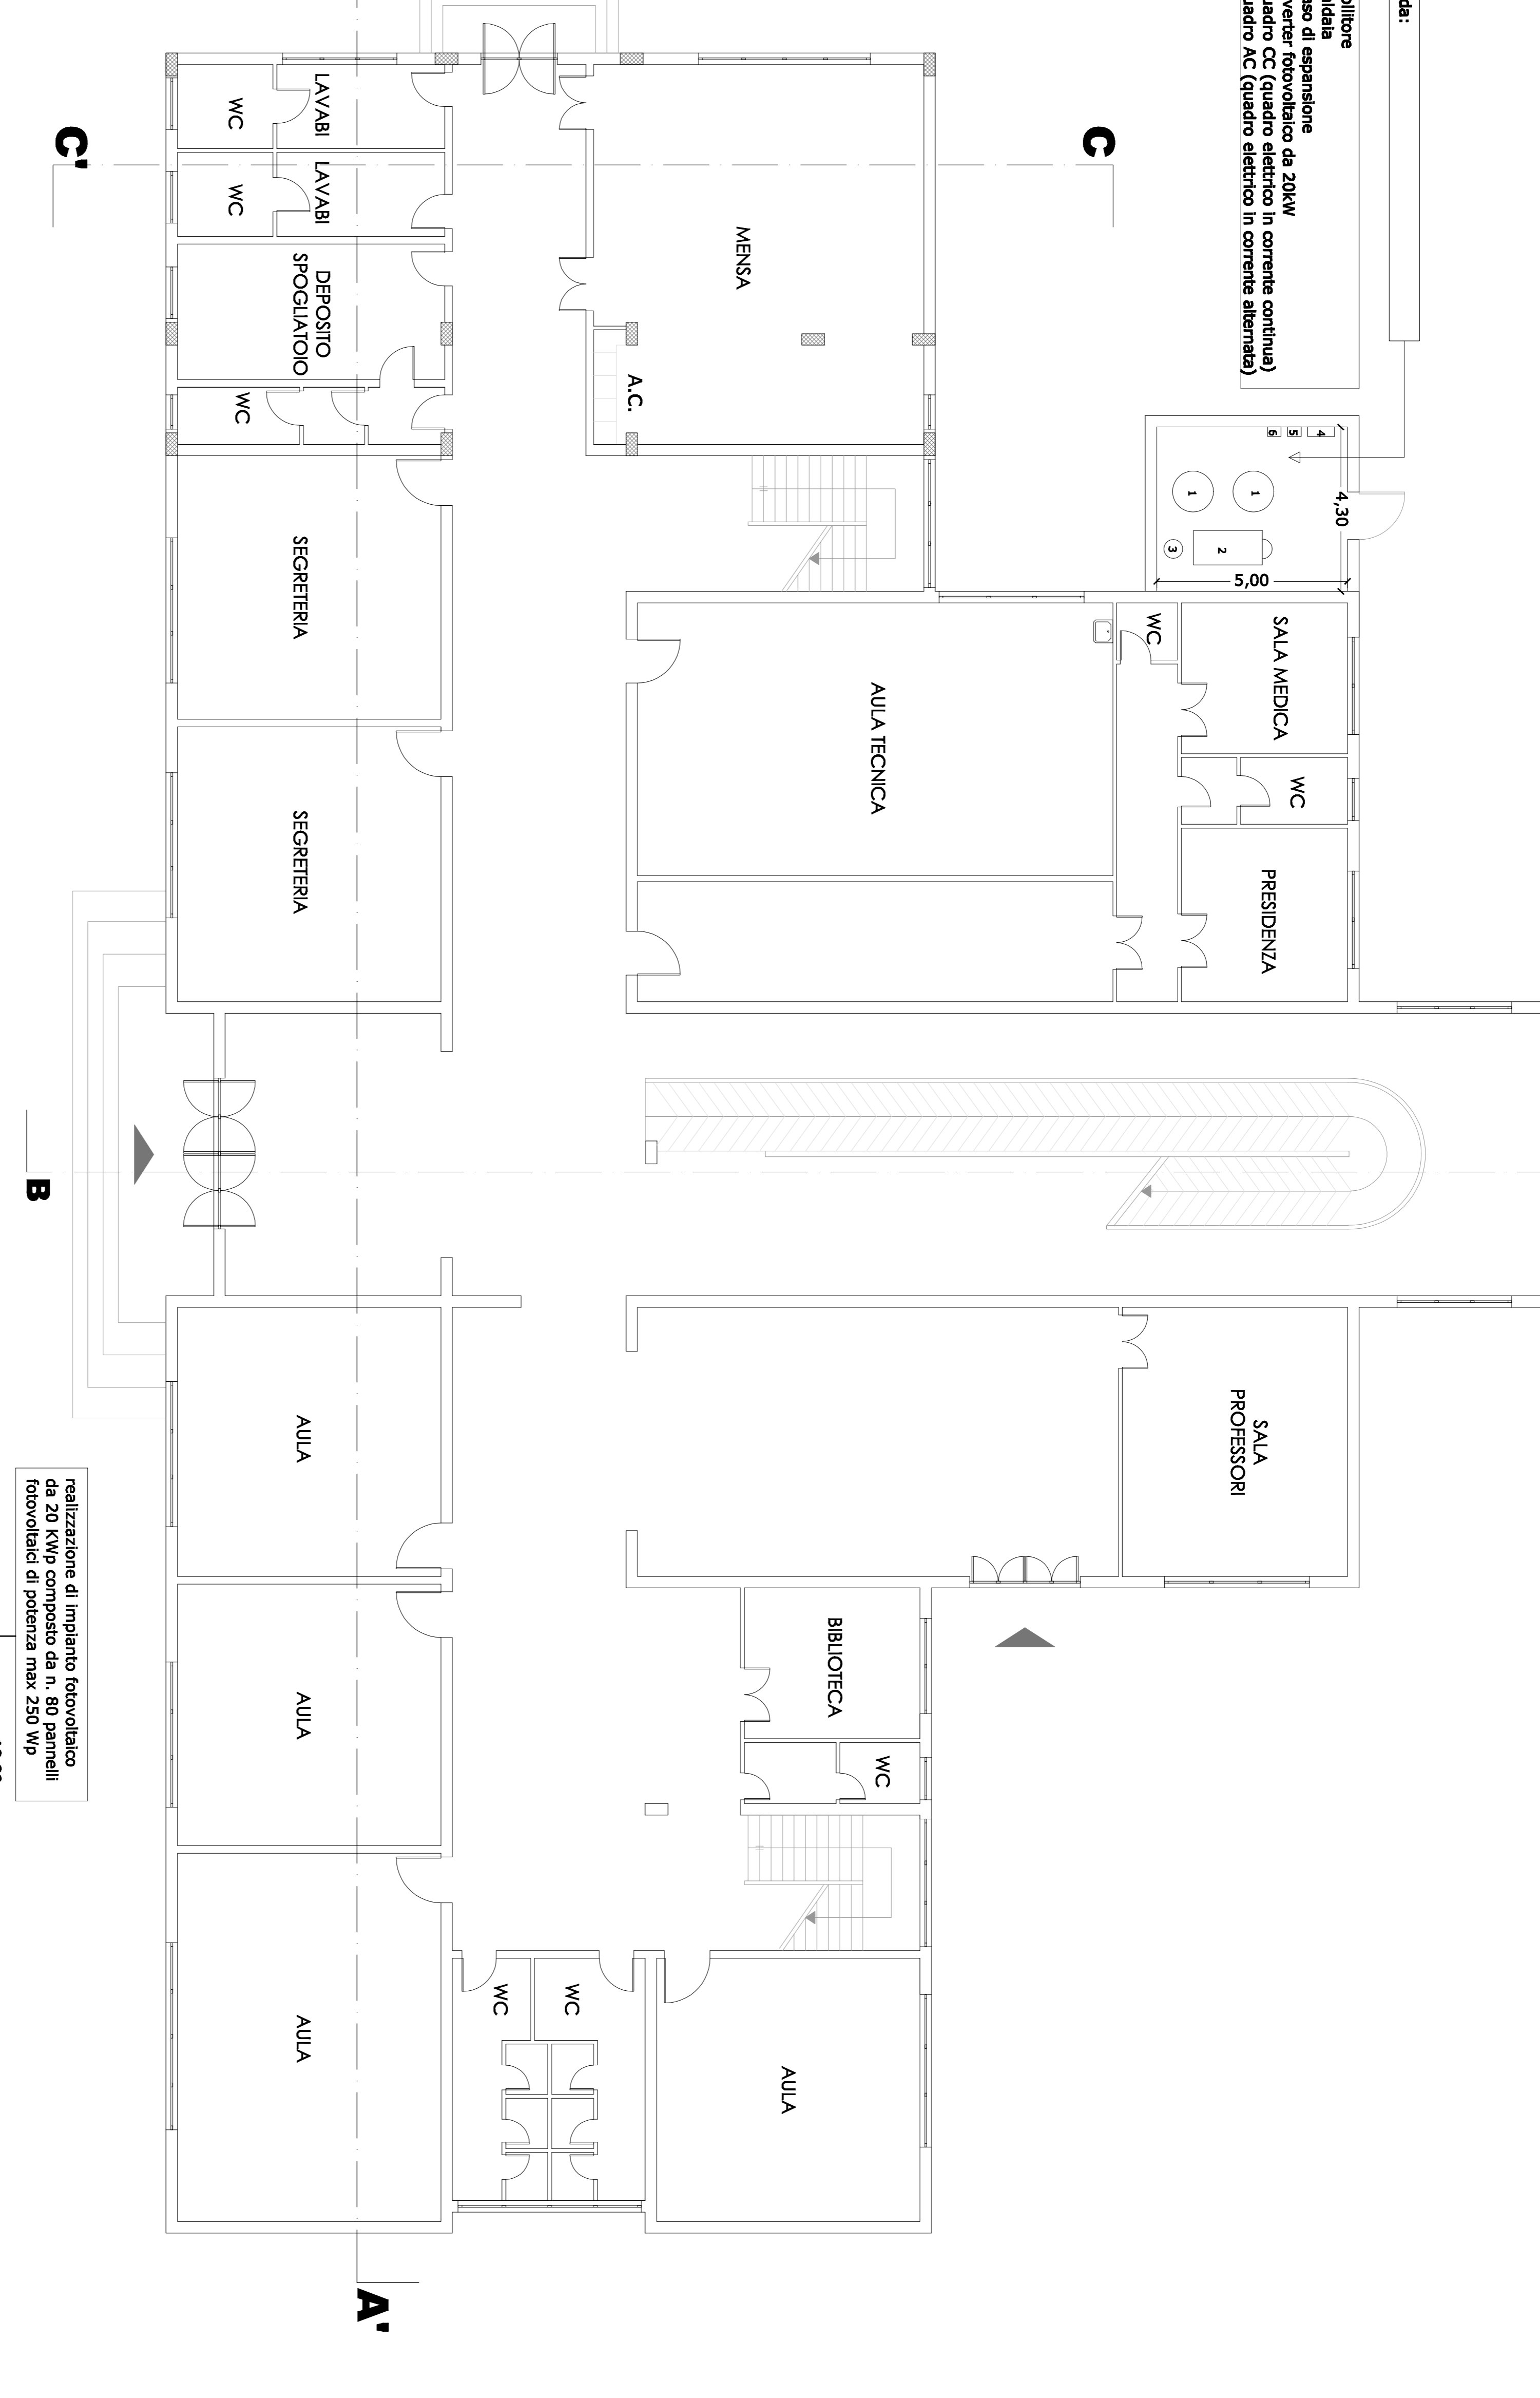 da:
ollitore
aldaia
aso di espansione
verter fotovoltaico da 20kW
uadro CC (quadro elettrico in corrente continua)
uadro AC (quadro elettrico in corrente alternata)
4
5
6
1
1
2
3
4,30
5,00
C
C'
MENSA
A.C.
LAVABI
WC
LAVABI
WC
DEPOSITO
SPOGLIATOIO
WC
SEGRETERIA
SEGRETERIA
AULA TECNICA
WC
SALA MEDICA
WC
PRESIDENZA
B
SALA
PROFESSORI
BIBLIOTECA
WC
AULA
AULA
AULA
WC
WC
AULA
A'
realizzazione di impianto fotovoltaico
da 20 KWp composto da n. 80 pannelli
fotovoltaici di potenza max 250 Wp